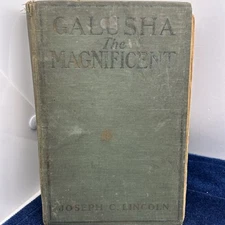 GALUSHA
The
MAGNIFICENT
JOSEPH C. LINCOLN